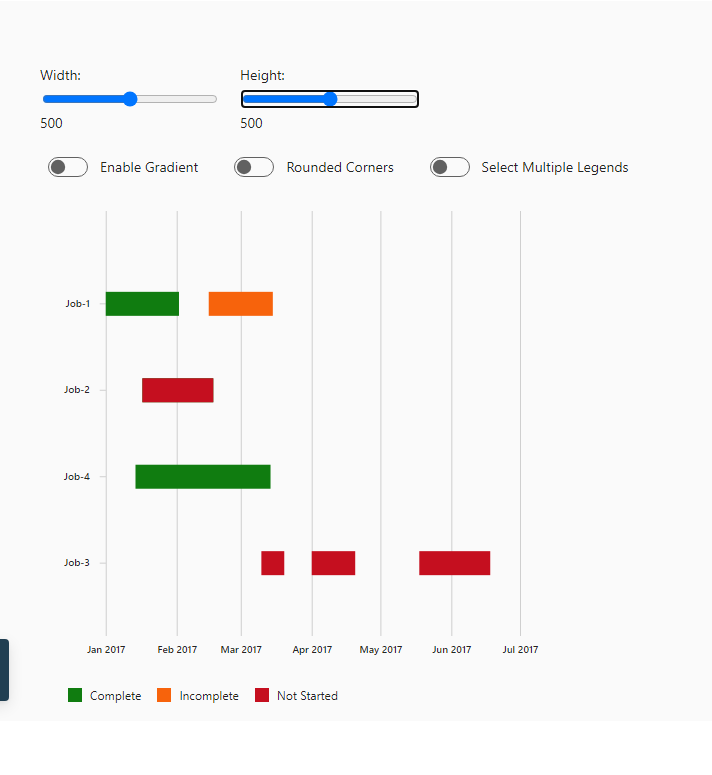 Width: Height:
500 500
Enable Gradient Rounded Corners Select Multiple Legends
Job-1
Job-2
Job-4
Job-3
Jan 2017 Feb 2017 Mar 2017 Apr 2017 May 2017 Jun 2017 Jul 2017
Complete Incomplete Not Started